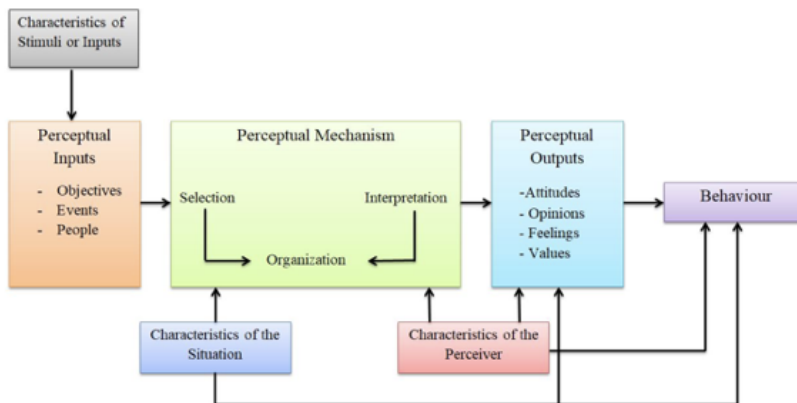 Characteristics of
Stimuli or Inputs
Perceptual
Inputs
- Objectives
- Events
- People
Perceptual Mechanism
Selection
Interpretation
Organization
Perceptual
Outputs
-Attitudes
- Opinions
- Feelings
- Values
Behaviour
Characteristics of the
Situation
Characteristics of the
Perceiver